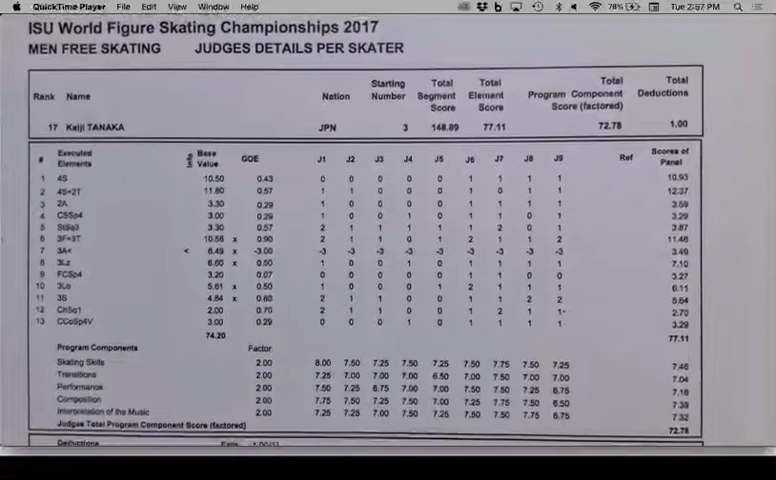 QuickTime Player File Edit View Window Help 78% Tue 2:57 PM
ISU World Figure Skating Championships 2017
MEN FREE SKATING JUDGES DETAILS PER SKATER
Rank Name Nation Starting Number Total Segment Score Total Element Score Total Program Component Score (factored) Total Deductions
17 Keiji TANAKA JPN 3 148.89 77.11 72.78 1.00
# Executed Elements Info Base Value GOE J1 J2 J3 J4 J5 J6 J7 J8 J9 Ref Scores of Panel
1 4S 10.50 0.43 0 0 0 0 0 1 1 1 1 10.93
2 4S+2T 11.80 0.57 1 1 0 0 0 1 0 1 1 12.37
3 2A 3.30 0.29 1 0 0 0 0 1 1 1 1 3.59
4 CSSp4 3.00 0.29 1 0 0 1 0 1 1 0 1 3.29
5 StSq3 3.30 0.57 2 1 1 1 1 1 2 0 1 3.87
6 3F+3T 10.56 x 0.90 2 1 1 0 1 2 1 1 2 11.46
7 3A< < 6.49 x -3.00 -3 -3 -3 -3 -3 -3 -3 -3 -3 3.49
8 3Lz 6.60 x 0.50 1 0 0 1 0 1 1 1 1 7.10
9 FCSp4 3.20 0.07 0 0 0 0 0 1 1 0 0 3.27
10 3Lo 5.61 x 0.50 1 0 0 0 1 2 1 1 1 6.11
11 3S 4.84 x 0.80 2 1 1 0 0 1 1 2 2 5.64
12 ChSq1 2.00 0.70 2 1 1 0 0 1 2 1 1 2.70
13 CCoSp4V 3.00 0.29 0 0 0 1 0 1 1 1 1 3.29
74.20 77.11
Program Components Factor
Skating Skills 2.00 8.00 7.50 7.25 7.50 7.25 7.50 7.75 7.50 7.25 7.46
Transitions 2.00 7.25 7.00 7.00 7.00 6.50 7.00 7.50 7.00 7.00 7.04
Performance 2.00 7.50 7.25 6.75 7.00 7.00 7.50 7.50 7.25 6.75 7.18
Composition 2.00 7.75 7.50 7.25 7.50 7.00 7.25 7.75 7.50 6.50 7.39
Interpretation of the Music 2.00 7.25 7.25 7.00 7.50 7.25 7.50 7.50 7.75 6.75 7.32
Judges Total Program Component Score (factored) 72.78
Deductions